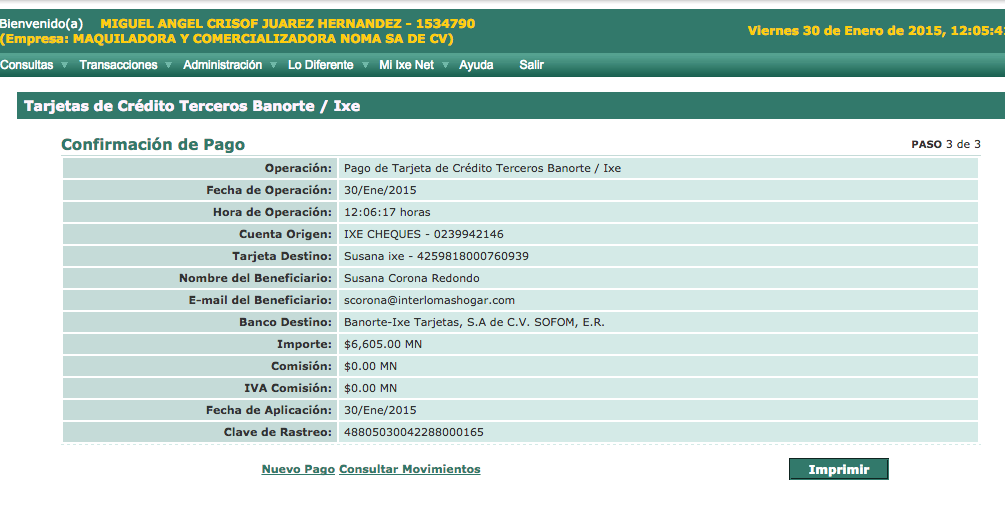 Bienvenido(a) MIGUEL ANGEL CRISOF JUAREZ HERNANDEZ - 1534790
(Empresa: MAQUILADORA Y COMERCIALIZADORA NOMA SA DE CV)
Viernes 30 de Enero de 2015, 12:05:4
Consultas Transacciones Administración Lo Diferente Mi Ixe Net Ayuda Salir
Tarjetas de Crédito Terceros Banorte / Ixe
Confirmación de Pago
PASO 3 de 3
Operación: Pago de Tarjeta de Crédito Terceros Banorte / Ixe
Fecha de Operación: 30/Ene/2015
Hora de Operación: 12:06:17 horas
Cuenta Origen: IXE CHEQUES - 0239942146
Tarjeta Destino: Susana ixe - 4259818000760939
Nombre del Beneficiario: Susana Corona Redondo
E-mail del Beneficiario: scorona@interlomashogar.com
Banco Destino: Banorte-Ixe Tarjetas, S.A de C.V. SOFOM, E.R.
Importe: $6,605.00 MN
Comisión: $0.00 MN
IVA Comisión: $0.00 MN
Fecha de Aplicación: 30/Ene/2015
Clave de Rastreo: 48805030042288000165
Nuevo Pago Consultar Movimientos
Imprimir